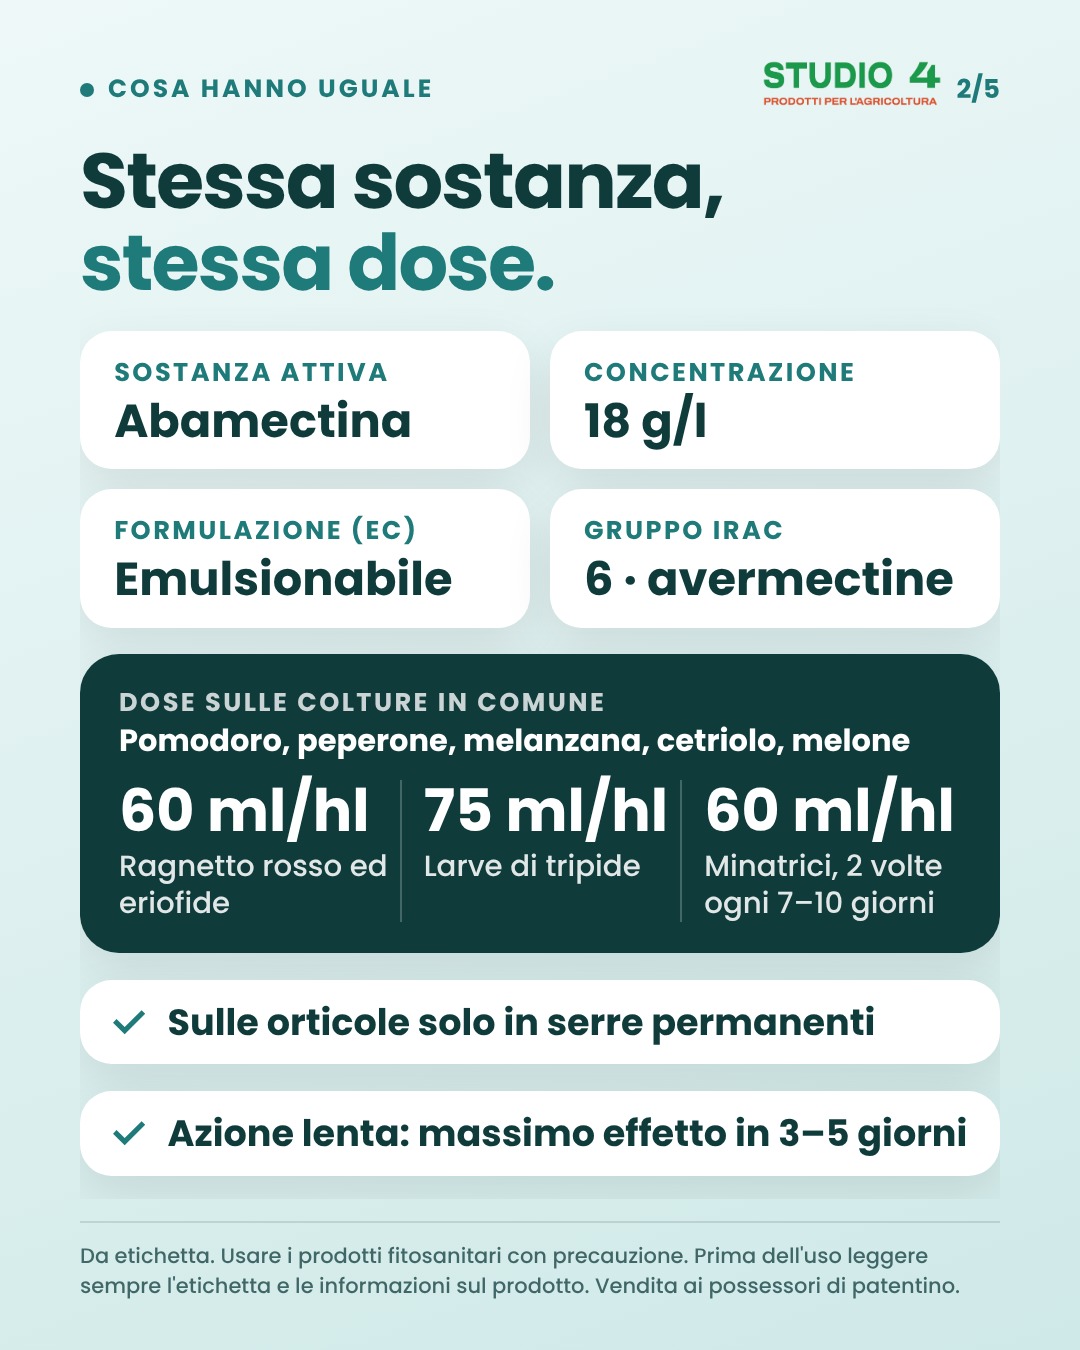 COSA HANNO UGUALE
STUDIO 4
PRODOTTI PER L'AGRICOLTURA
2/5
Stessa sostanza,
stessa dose.
SOSTANZA ATTIVA
Abamectina
CONCENTRAZIONE
18 g/l
FORMULAZIONE (EC)
Emulsionabile
GRUPPO IRAC
6 · avermectine
DOSE SULLE COLTURE IN COMUNE
Pomodoro, peperone, melanzana, cetriolo, melone
60 ml/hl
Ragnetto rosso ed
eriofide
75 ml/hl
Larve di tripide
60 ml/hl
Minatrici, 2 volte
ogni 7–10 giorni
Sulle orticole solo in serre permanenti
Azione lenta: massimo effetto in 3–5 giorni
Da etichetta. Usare i prodotti fitosanitari con precauzione. Prima dell'uso leggere
sempre l'etichetta e le informazioni sul prodotto. Vendita ai possessori di patentino.